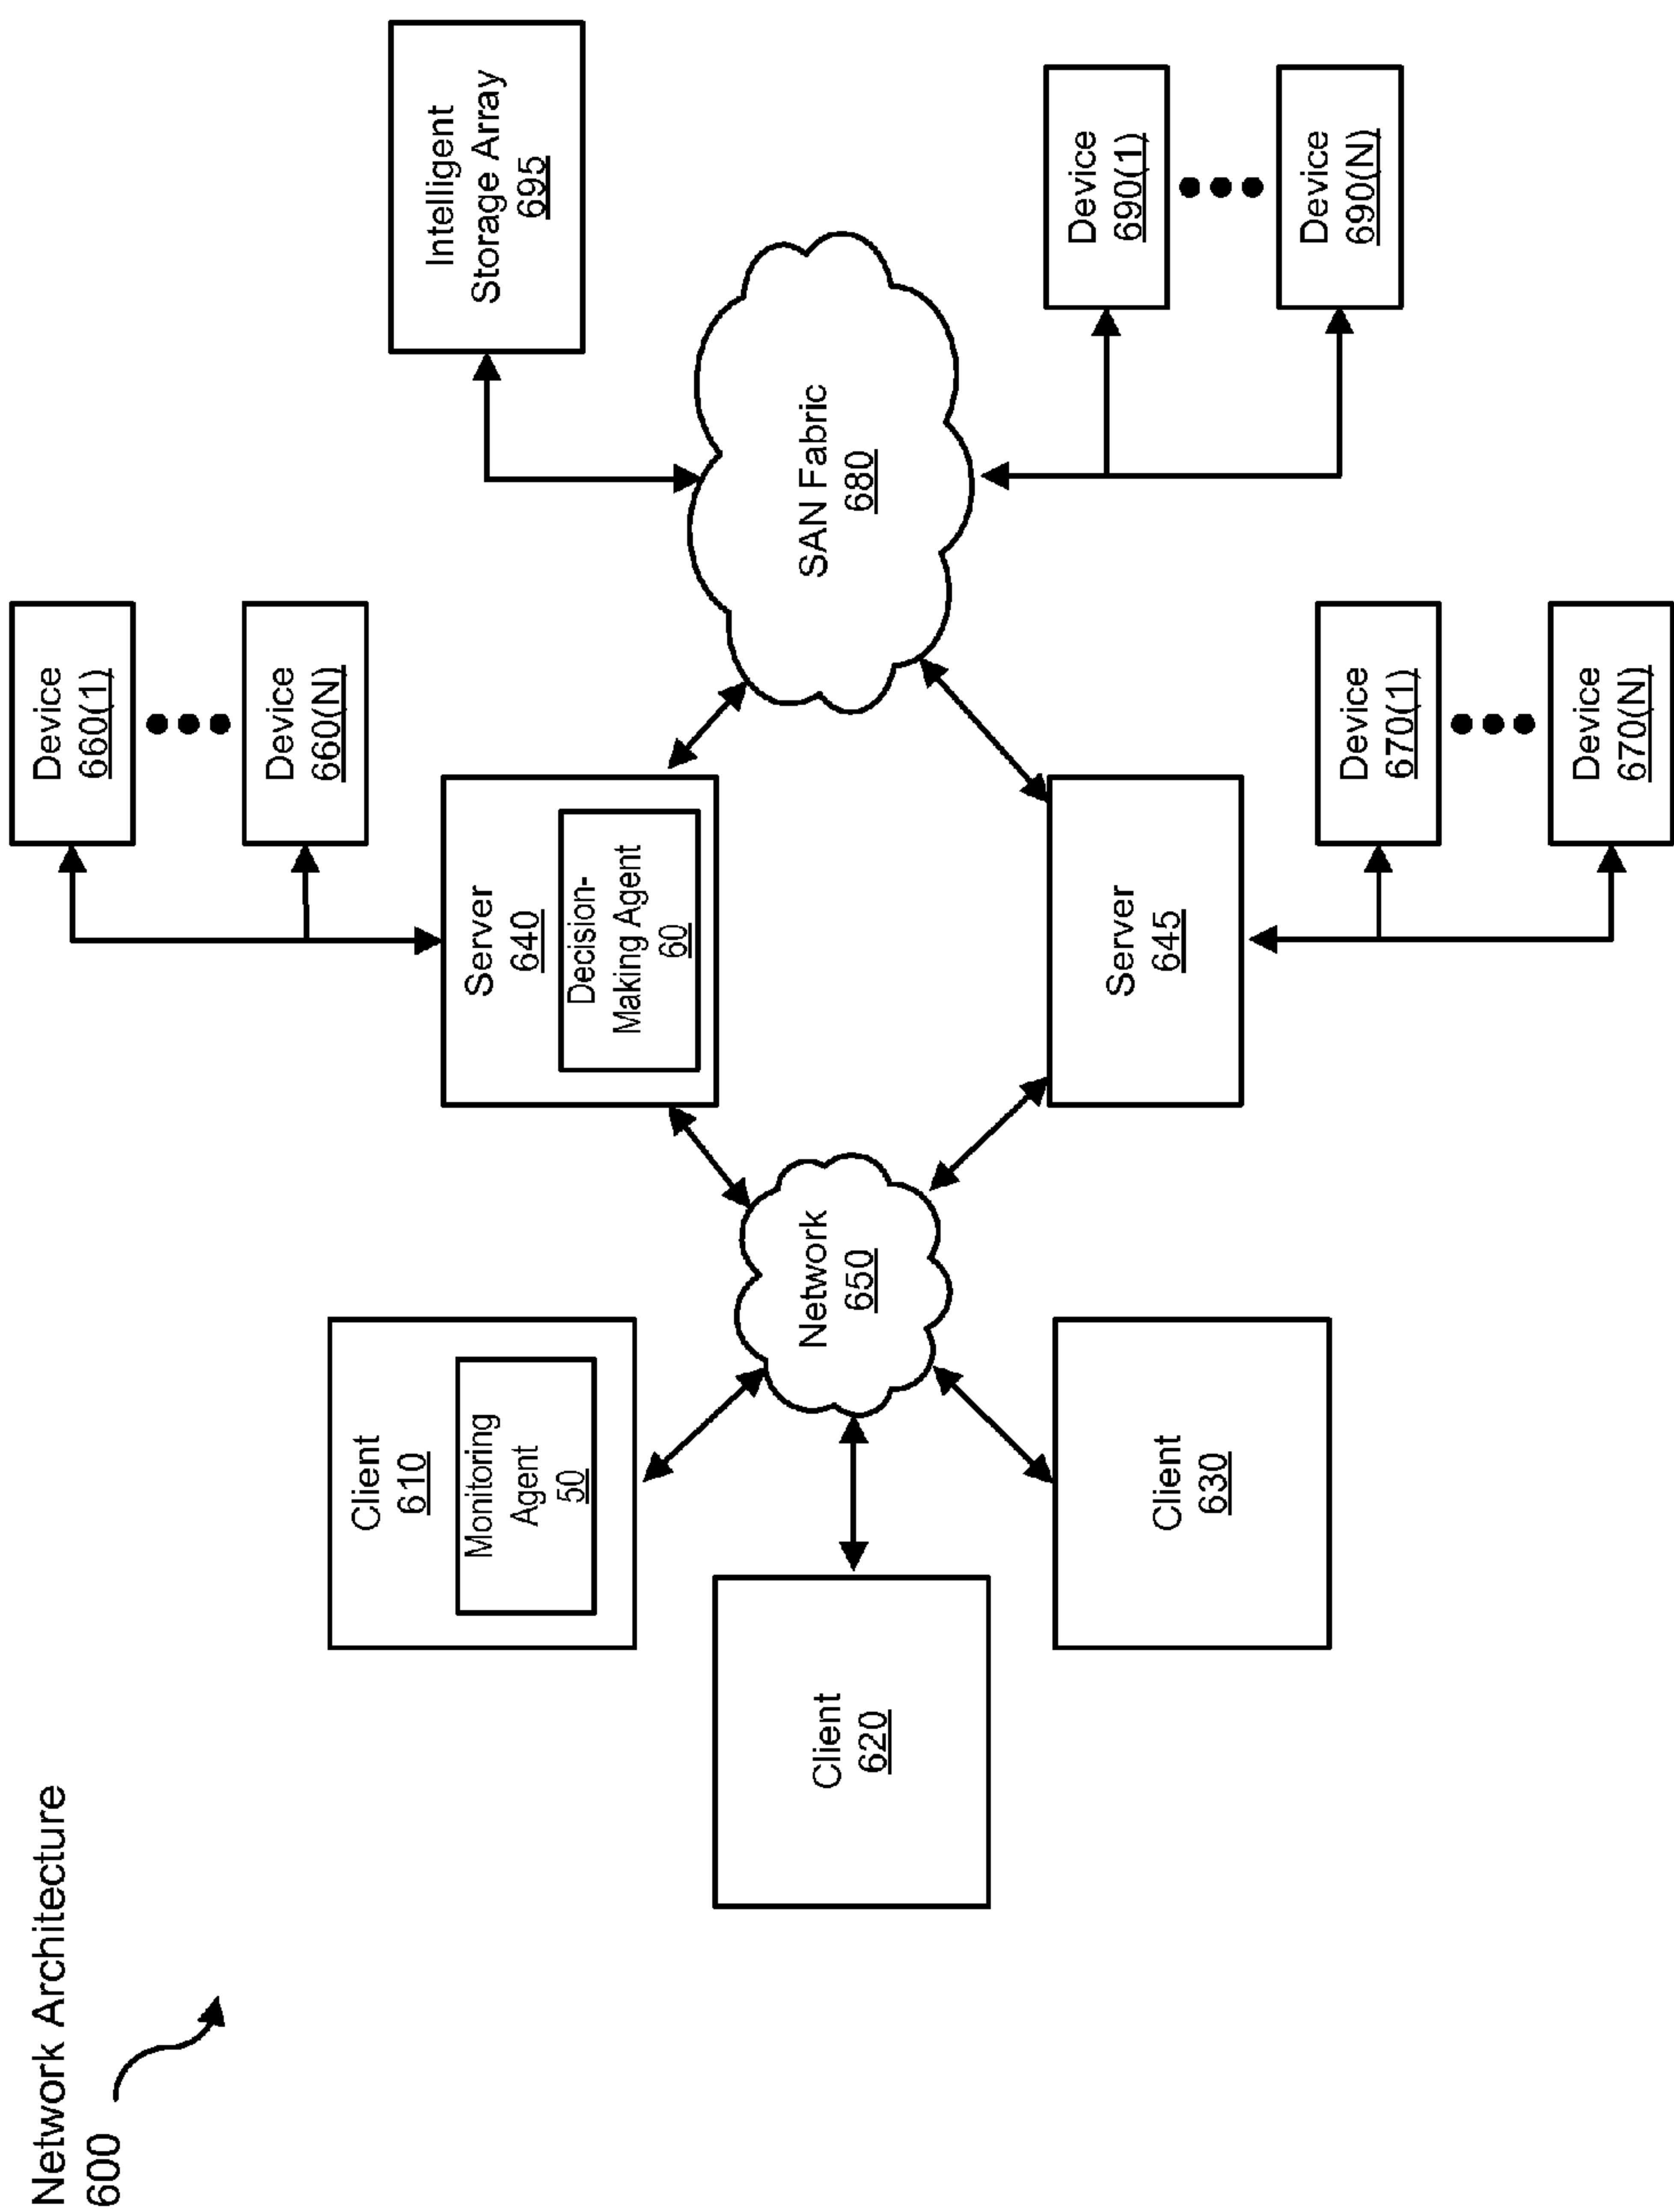 Network Architecture
600
Client
610
Monitoring
Agent
50
Client
620
Client
630
Network
650
Server
640
Decision-
Making Agent
60
Server
645
Device
660(1)
Device
660(N)
Device
670(1)
Device
670(N)
SAN Fabric
680
Intelligent
Storage Array
695
Device
690(1)
Device
690(N)